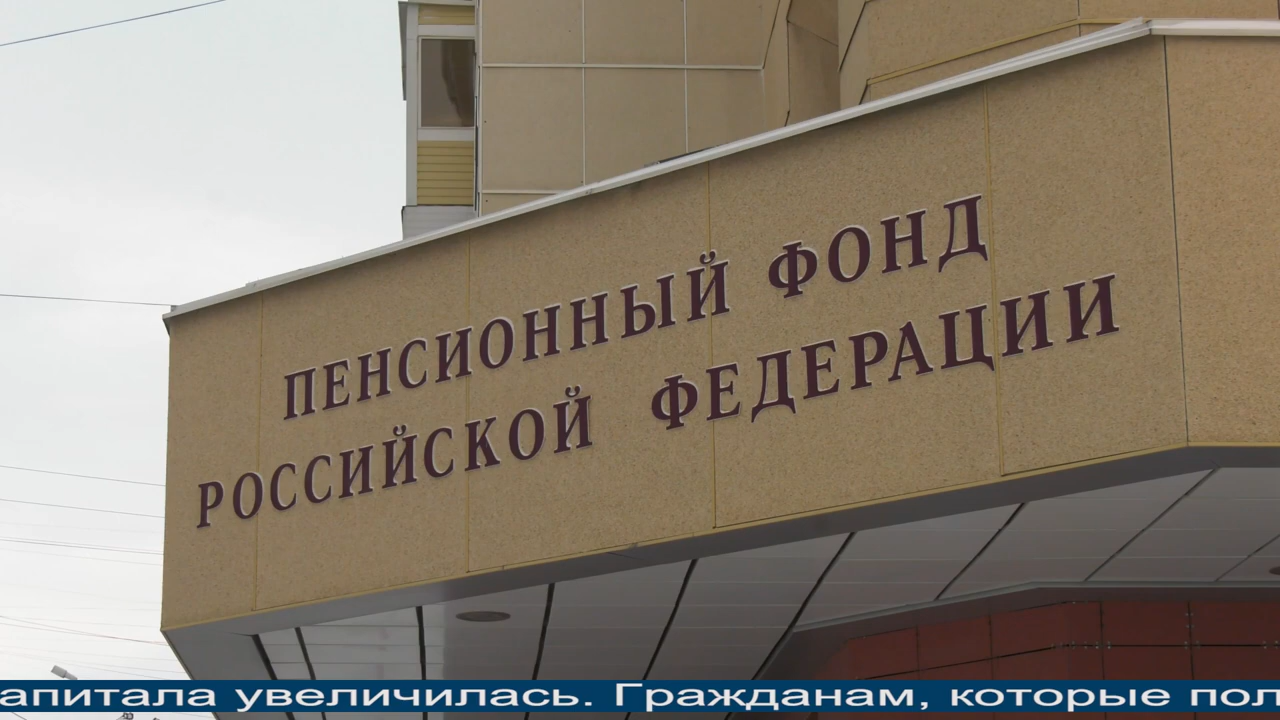 ПЕНСИОННЫЙ ФОНД
РОССИЙСКОЙ ФЕДЕРАЦИИ
апитала увеличилась. Гражданам, которые пол